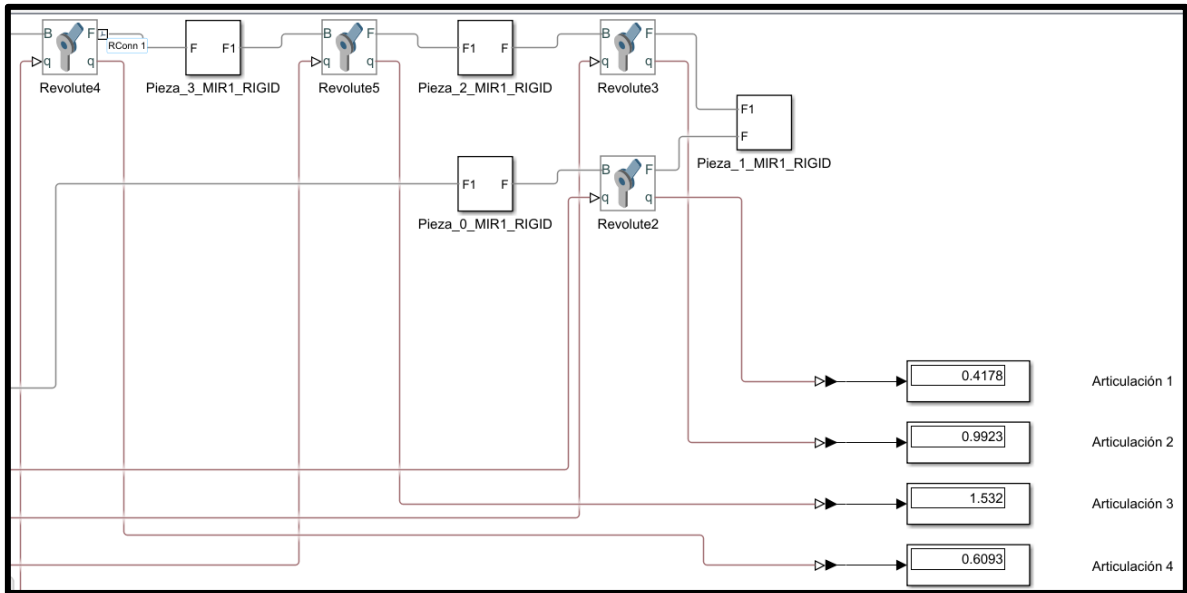 B F
q q
RConn 1
Revolute4
F F1
Pieza_3_MIR1_RIGID
B F
q q
Revolute5
F1 F
Pieza_2_MIR1_RIGID
B F
q q
Revolute3
F1
F
Pieza_1_MIR1_RIGID
F1 F
Pieza_0_MIR1_RIGID
B F
q q
Revolute2
0.4178 Articulación 1
0.9923 Articulación 2
1.532 Articulación 3
0.6093 Articulación 4